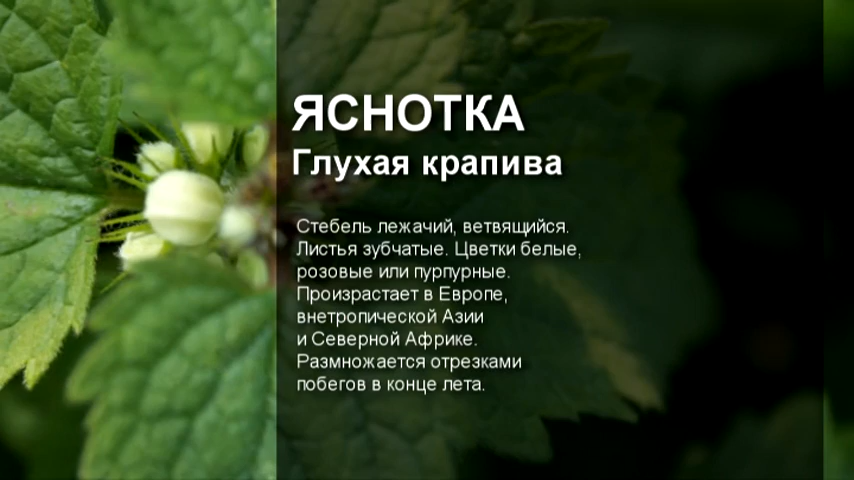 ЯСНОТКА
Глухая крапива
Стебель лежачий, ветвящийся.
Листья зубчатые. Цветки белые,
розовые или пурпурные.
Произрастает в Европе,
внетропической Азии
и Северной Африке.
Размножается отрезками
побегов в конце лета.